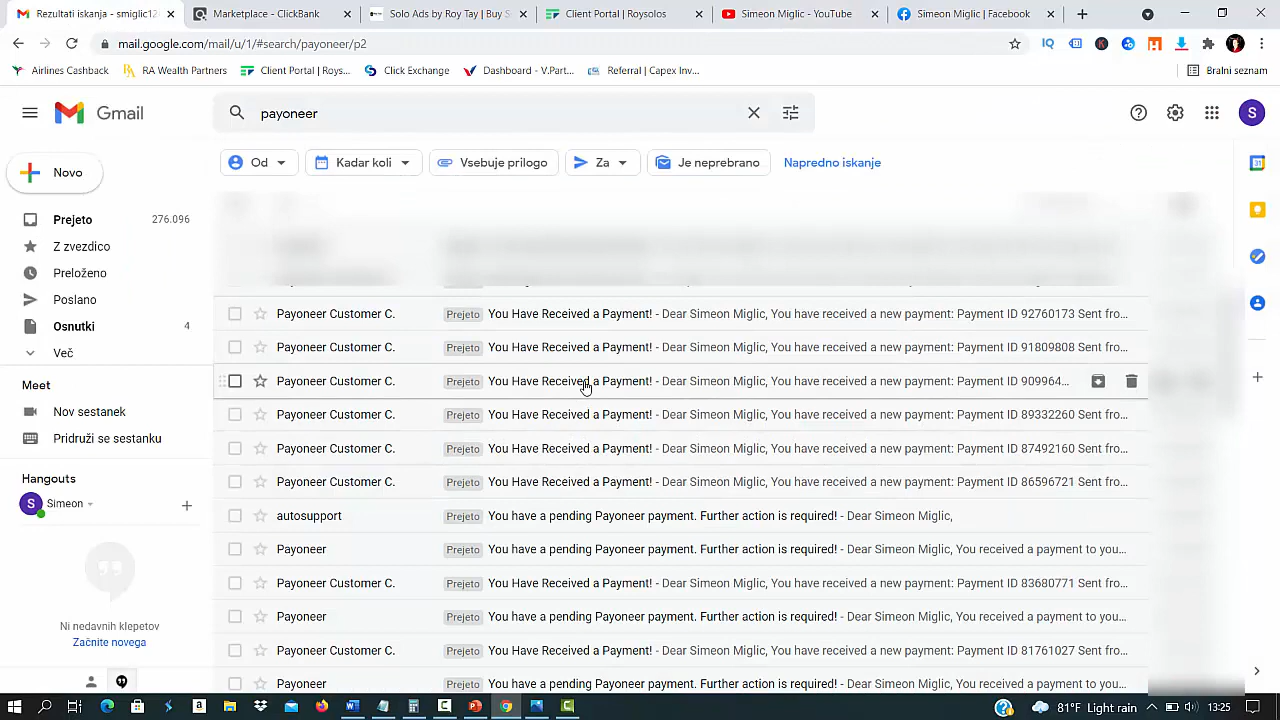 Rezultati iskanja - smiglic12
Marketplace - ClickBank
Solo Ads by RT Roy | Buy S
Client Portal | Roysolos
Simeon Miglic - YouTube
Simeon Miglic | Facebook
mail.google.com/mail/u/1/#search/payoneer/p2
Airlines Cashback
RA Wealth Partners
Client Portal | Roys...
Click Exchange
Dashboard - V.Part...
Referral | Capex Inv...
Bralni seznam
Gmail
payoneer
S
Novo
Od
Kadar koli
Vsebuje prilogo
Za
Je neprebrano
Napredno iskanje
Prejeto 276.096
Z zvezdico
Preloženo
Poslano
Osnutki 4
Več
Meet
Nov sestanek
Pridruži se sestanku
Hangouts
S Simeon
Ni nedavnih klepetov
Začnite novega
Payoneer Customer C. Prejeto You Have Received a Payment! - Dear Simeon Miglic, You have received a new payment: Payment ID 92760173 Sent fro...
Payoneer Customer C. Prejeto You Have Received a Payment! - Dear Simeon Miglic, You have received a new payment: Payment ID 91809808 Sent fro...
Payoneer Customer C. Prejeto You Have Received a Payment! - Dear Simeon Miglic, You have received a new payment: Payment ID 909964...
Payoneer Customer C. Prejeto You Have Received a Payment! - Dear Simeon Miglic, You have received a new payment: Payment ID 89332260 Sent fro...
Payoneer Customer C. Prejeto You Have Received a Payment! - Dear Simeon Miglic, You have received a new payment: Payment ID 87492160 Sent fro...
Payoneer Customer C. Prejeto You Have Received a Payment! - Dear Simeon Miglic, You have received a new payment: Payment ID 86596721 Sent fro...
autosupport Prejeto You have a pending Payoneer payment. Further action is required! - Dear Simeon Miglic,
Payoneer Prejeto You have a pending Payoneer payment. Further action is required! - Dear Simeon Miglic, You received a payment to you...
Payoneer Customer C. Prejeto You Have Received a Payment! - Dear Simeon Miglic, You have received a new payment: Payment ID 83680771 Sent fro...
Payoneer Prejeto You have a pending Payoneer payment. Further action is required! - Dear Simeon Miglic, You received a payment to you...
Payoneer Customer C. Prejeto You Have Received a Payment! - Dear Simeon Miglic, You have received a new payment: Payment ID 81761027 Sent fro...
Payoneer Prejeto You have a pending Payoneer payment. Further action is required! - Dear Simeon Miglic, You received a payment to you...
81°F Light rain
13:25